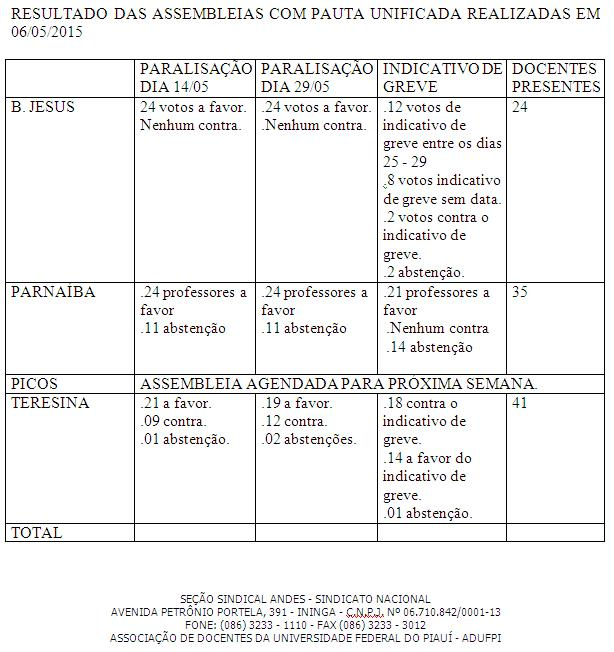 RESULTADO DAS ASSEMBLEIAS COM PAUTA UNIFICADA REALIZADAS EM
06/05/2015
PARALISAÇÃO
DIA 14/05
PARALISAÇÃO
DIA 29/05
INDICATIVO DE
GREVE
DOCENTES
PRESENTES
B. JESUS
24 votos a favor.
Nenhum contra.
.24 votos a favor.
.Nenhum contra.
.12 votos de
indicativo de
greve entre os dias
25 - 29
.8 votos indicativo
de greve sem data.
.2 votos contra o
indicativo de
greve.
.2 abstenção.
24
PARNAÍBA
.24 professores a
favor
.11 abstenção
.24 professores a
favor
.11 abstenção
.21 professores a
favor
.Nenhum contra
.14 abstenção
35
PICOS
ASSEMBLEIA AGENDADA PARA PRÓXIMA SEMANA.
TERESINA
.21 a favor.
.09 contra.
.01 abstenção.
.19 a favor.
.12 contra.
.02 abstenções.
.18 contra o
indicativo de
greve.
.14 a favor do
indicativo de
greve.
.01 abstenção.
41
TOTAL
SEÇÃO SINDICAL ANDES - SINDICATO NACIONAL
AVENIDA PETRÔNIO PORTELA, 391 - ININGA - C.N.P.J. Nº 06.710.842/0001-13
FONE: (086) 3233 - 1110 - FAX (086) 3233 - 3012
ASSOCIAÇÃO DE DOCENTES DA UNIVERSIDADE FEDERAL DO PIAUÍ - ADUFPI